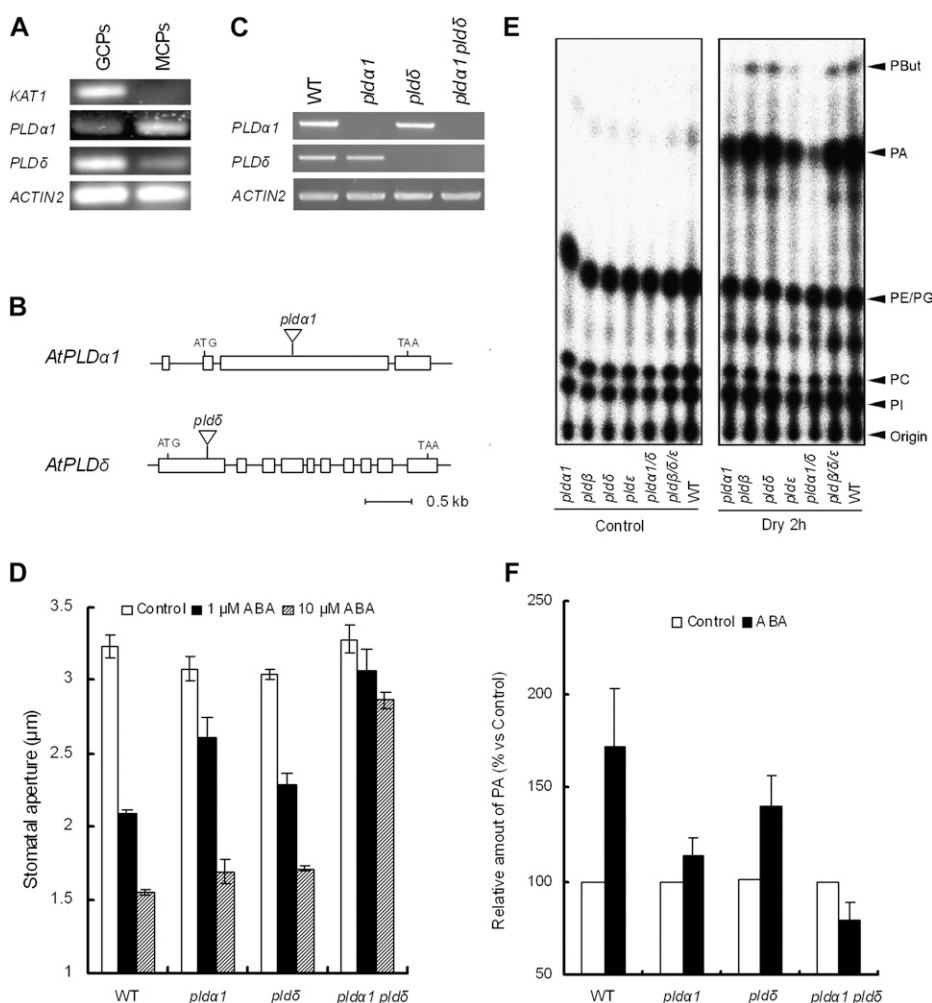 A
GCPs
MCPs
KAT1
PLDα1
PLDδ
ACTIN2
C
WT
pldα1
pldδ
pldα1 pldδ
PLDα1
PLDδ
ACTIN2
B
pldα1
ATG
TAA
AtPLDα1
pldδ
ATG
TAA
AtPLDδ
0.5 kb
E
PBut
PA
PE/PG
PC
PI
Origin
pldα1
pldβ
pldδ
pldε
pldα1/δ
pldβ/δ/ε
WT
Control
pldα1
pldβ
pldδ
pldε
pldα1/δ
pldβ/δ/ε
WT
Dry 2h
D
Control 1 µM ABA 10 µM ABA
Stomatal aperture (µm)
3.5
3
2.5
2
1.5
1
WT pldα1 pldδ pldα1 pldδ
F
Control ABA
Relative amout of PA (% vs Control)
250
200
150
100
50
WT pldα1 pldδ pldα1 pldδ